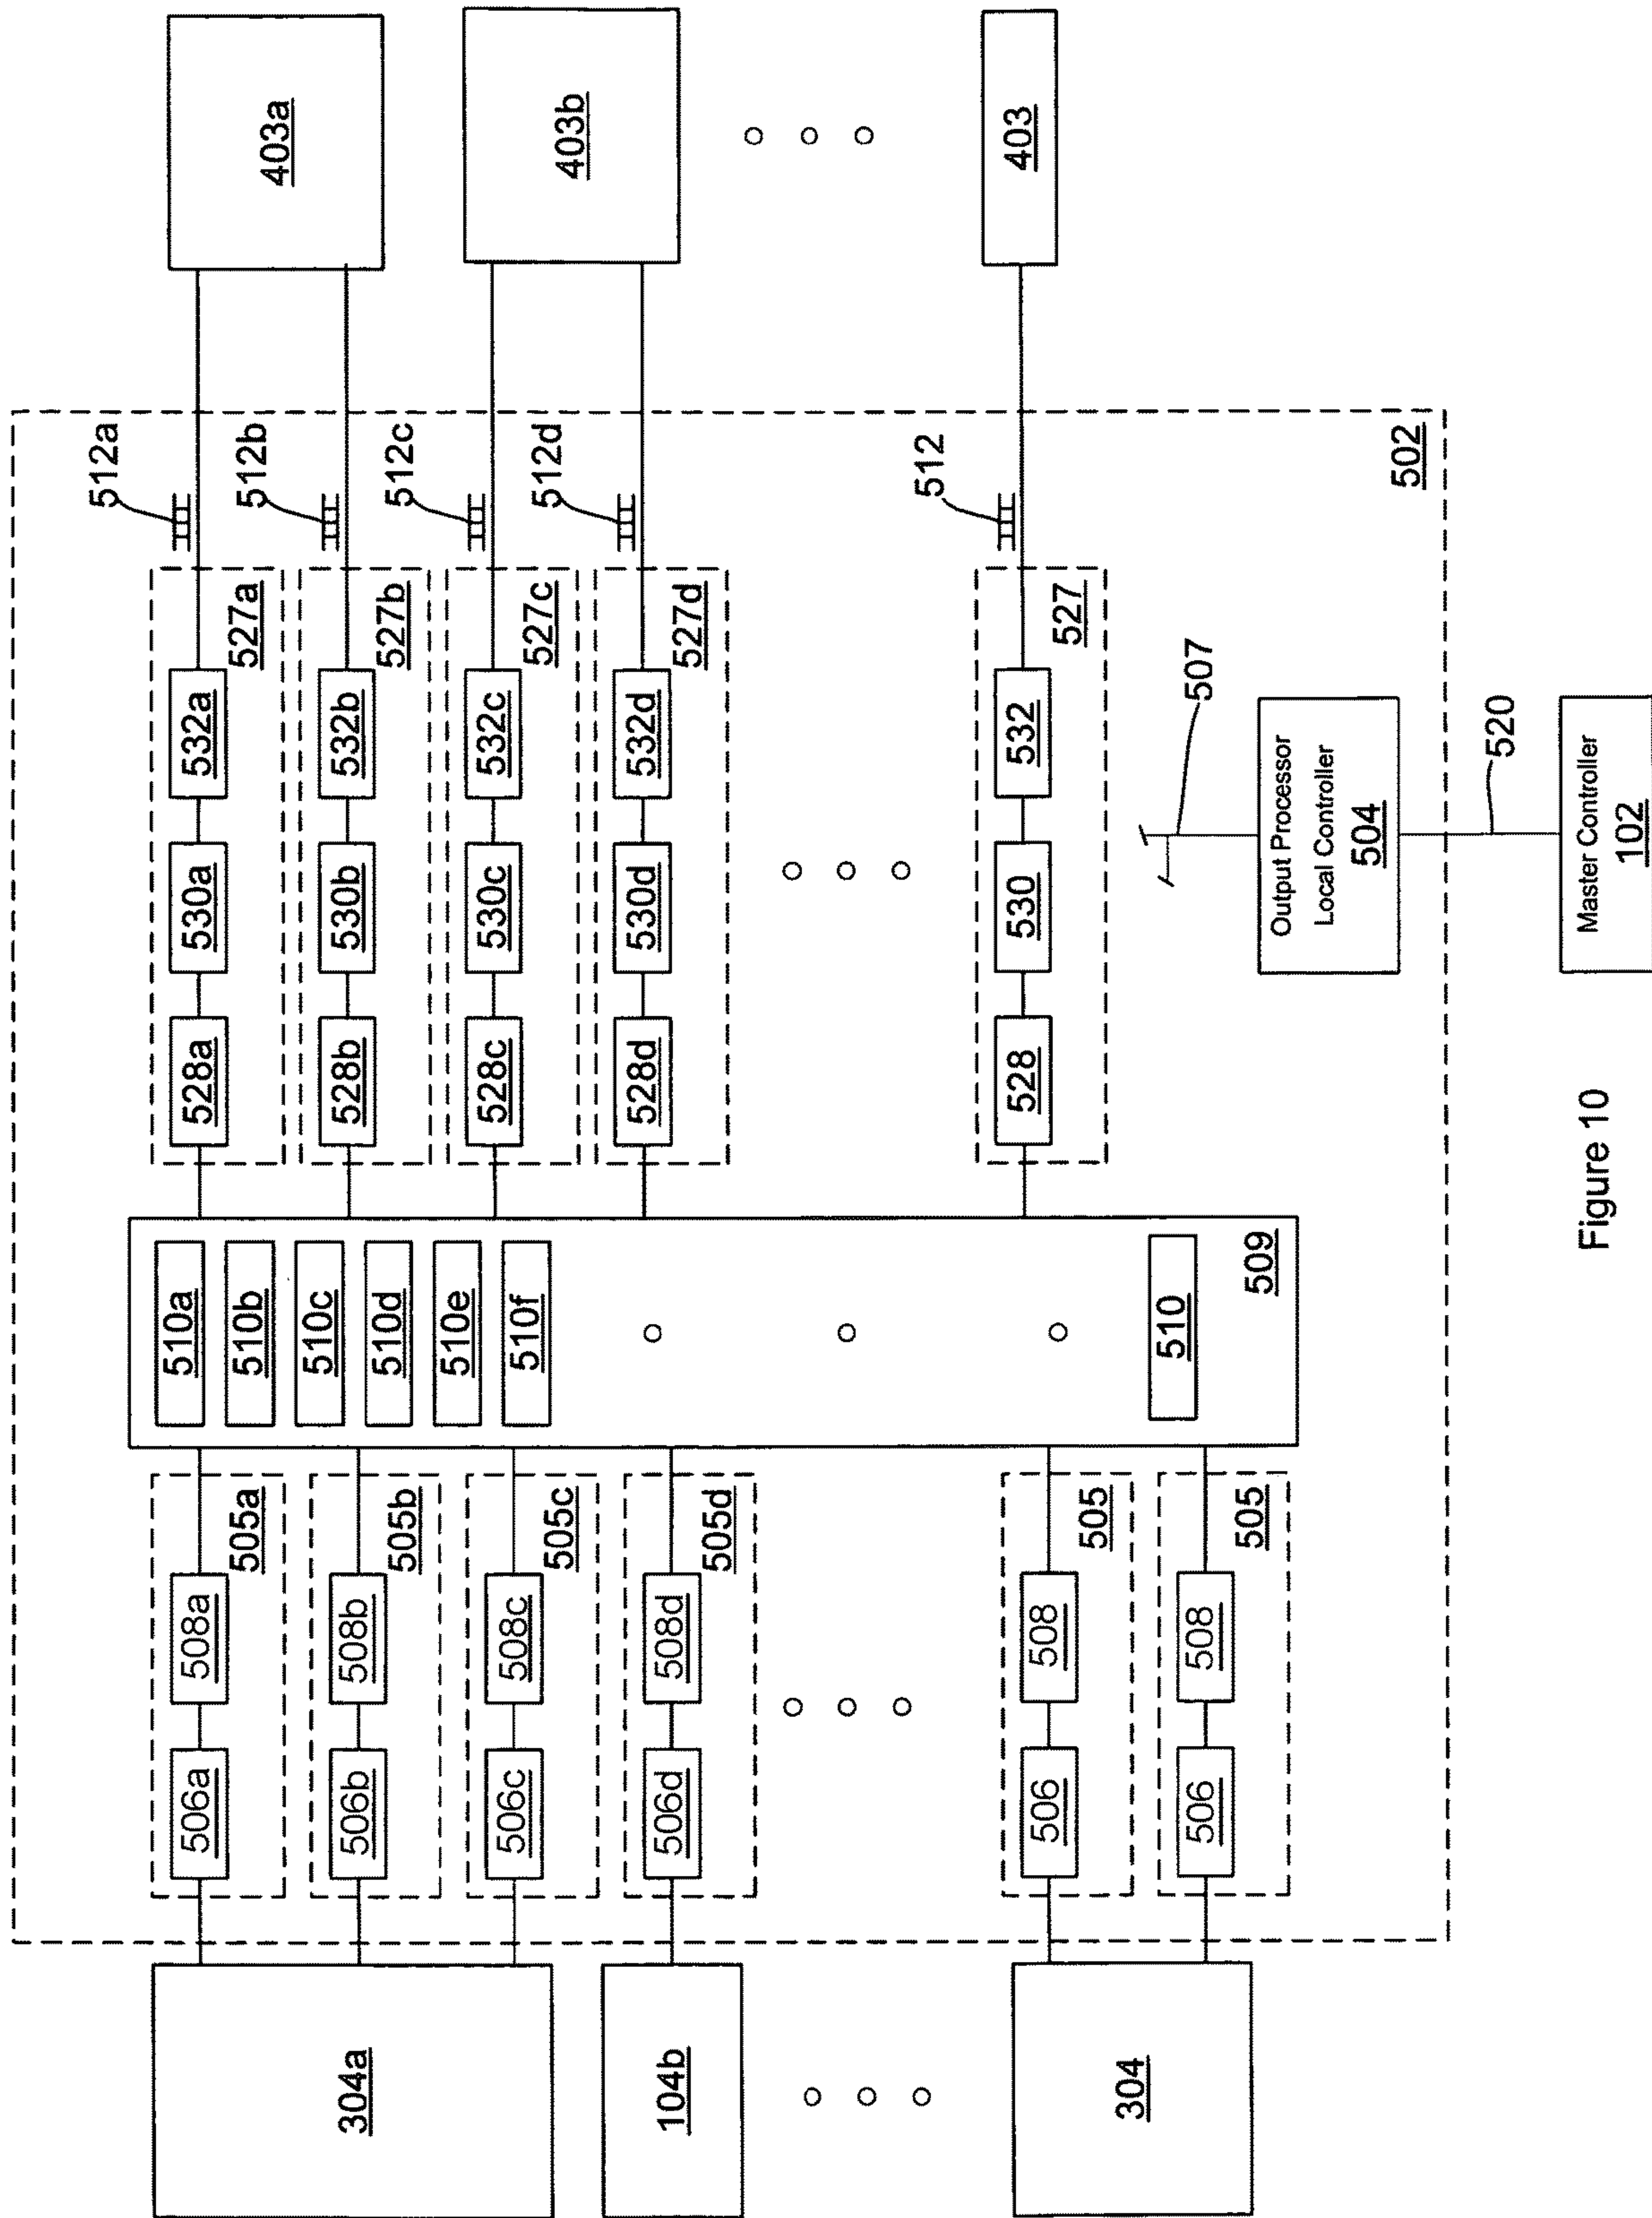 304a
104b
304
506a
508a
505a
506b
508b
505b
506c
508c
505c
506d
508d
505d
506
508
505
506
508
505
510a
510b
510c
510d
510e
510f
510
509
528a
530a
532a
527a
528b
530b
532b
527b
528c
530c
532c
527c
528d
530d
532d
527d
528
530
532
527
512a
512b
512c
512d
512
403a
403b
403
507
Output Processor
Local Controller
504
502
520
Master Controller
102
Figure 10